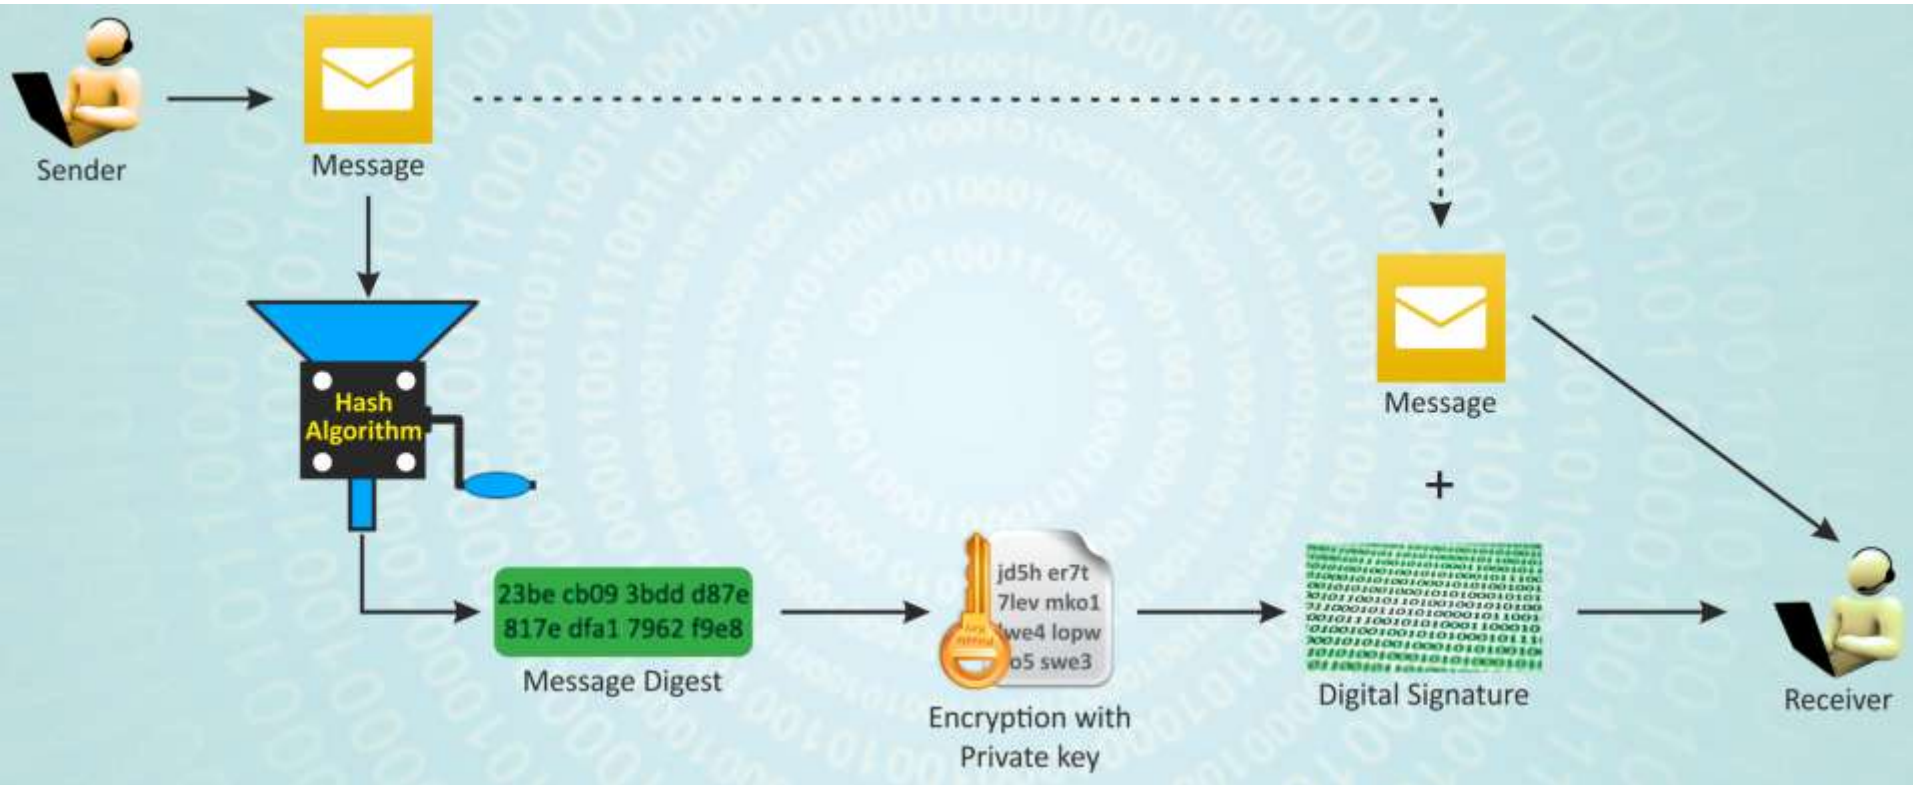 Sender
Message
Hash
Algorithm
23be cb09 3bdd d87e
817e dfa1 7962 f9e8
Message Digest
jd5h er7t
7lev mko1
we4 lopw
o5 swe3
Encryption with
Private key
Message
+
Digital Signature
Receiver